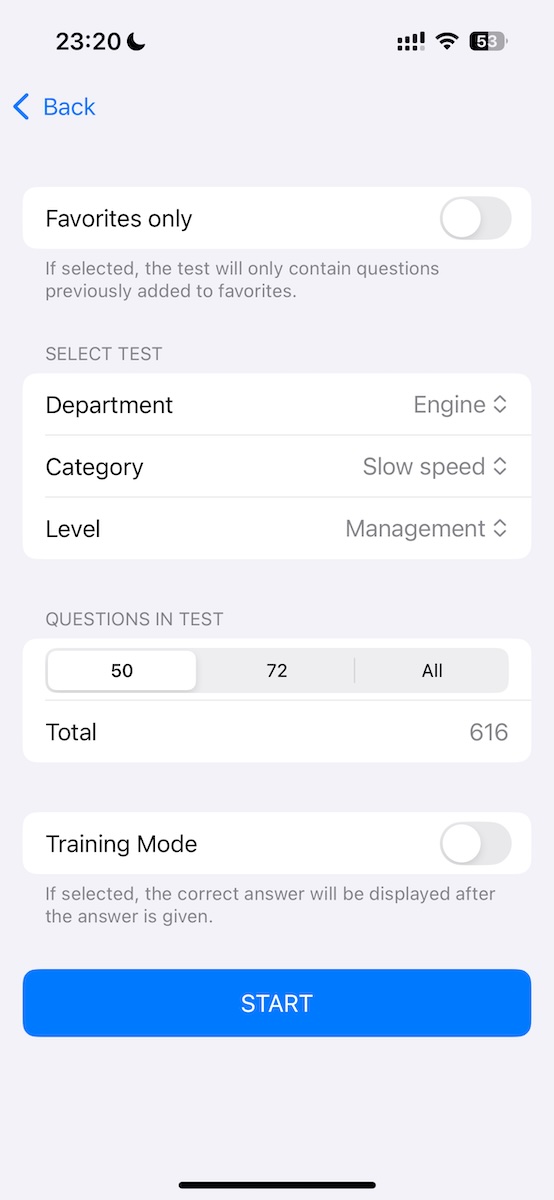 23:20
53
Back
Favorites only
If selected, the test will only contain questions
previously added to favorites.
SELECT TEST
Department Engine
Category Slow speed
Level Management
QUESTIONS IN TEST
50 72 All
Total 616
Training Mode
If selected, the correct answer will be displayed after
the answer is given.
START